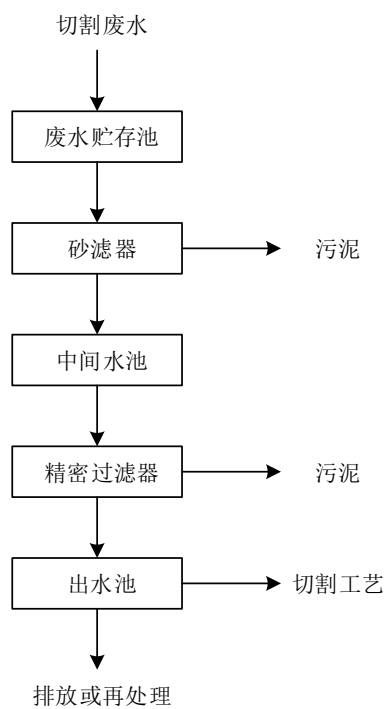 切割废水
废水贮存池
砂滤器
污泥
中间水池
精密过滤器
污泥
出水池
切割工艺
排放或再处理